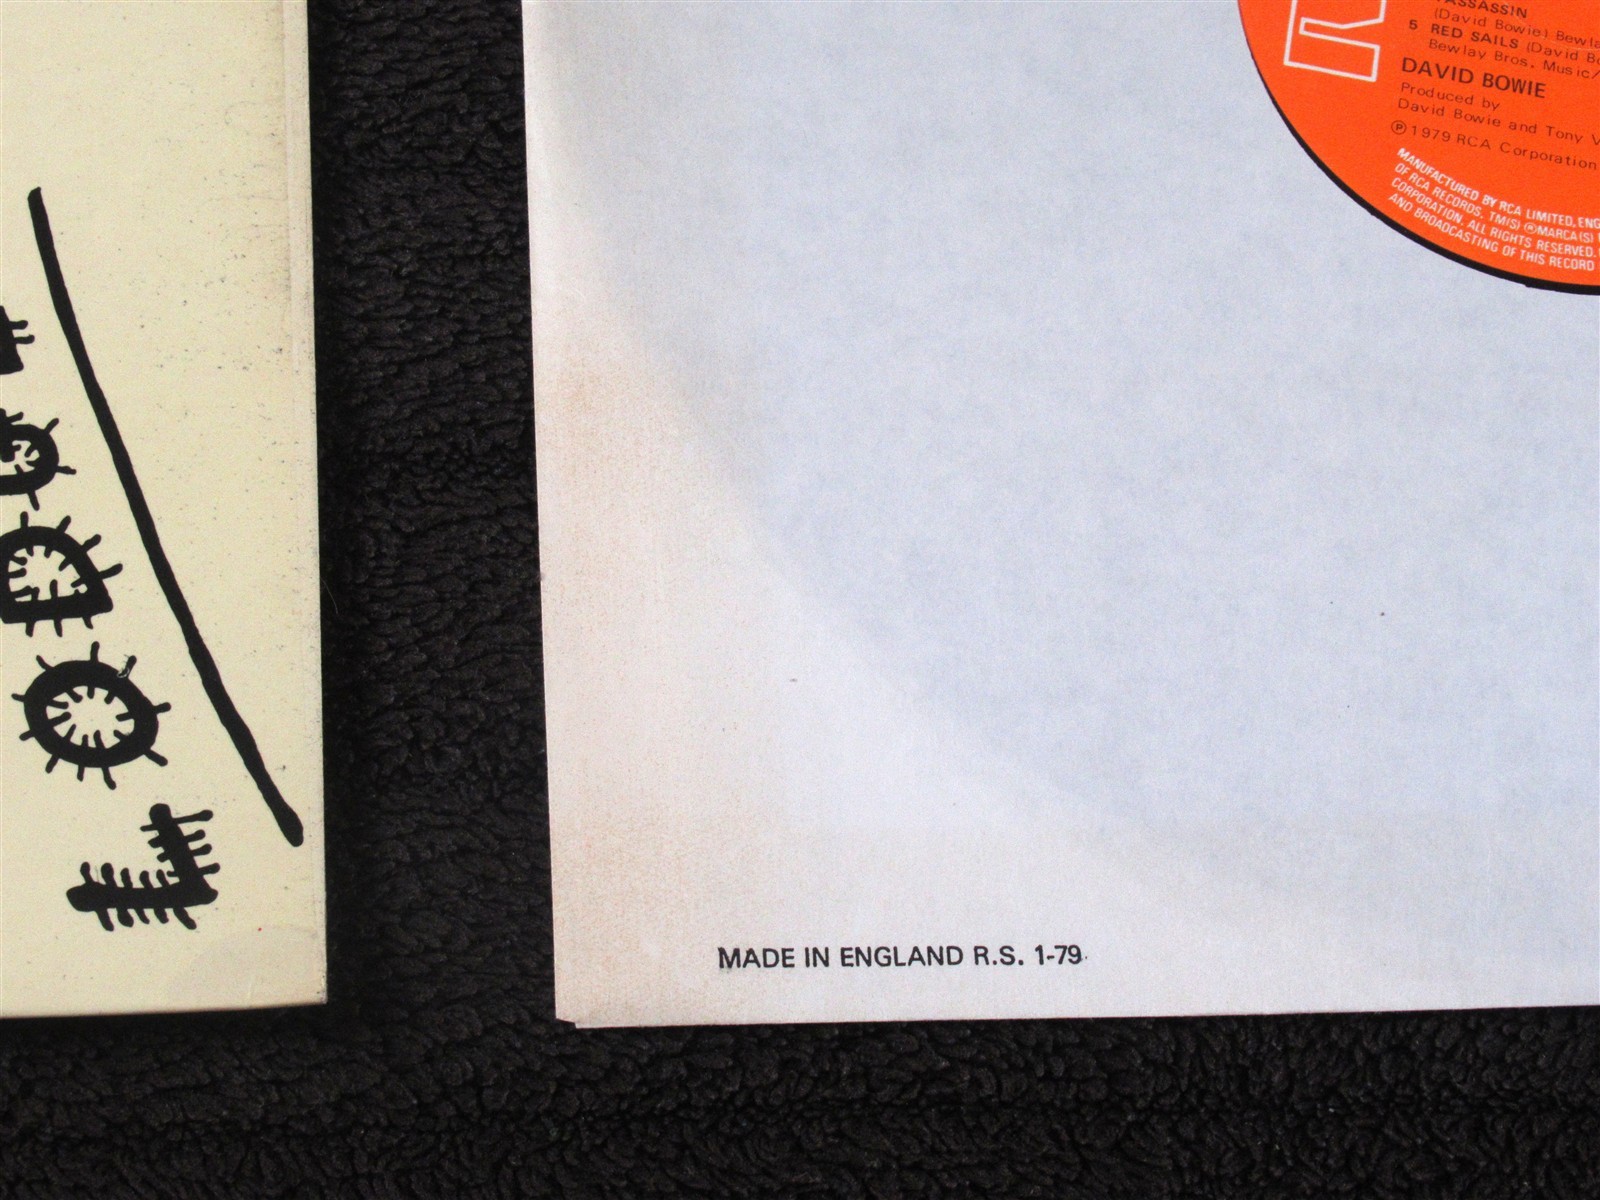 ASSASSIN
(David Bowie) Bewla
5 RED SAILS (David Bo
Bewlay Bros. Music/
DAVID BOWIE
Produced by
David Bowie and Tony V
Ⓟ1979 RCA Corporation
MANUFACTURED BY RCA LIMITED, ENG
OF RCA RECORDS. TM(S) ®MARCA(S)
CORPORATION. ALL RIGHTS RESERVED.
AND BROADCASTING OF THIS RECORD
MADE IN ENGLAND R.S. 1-79